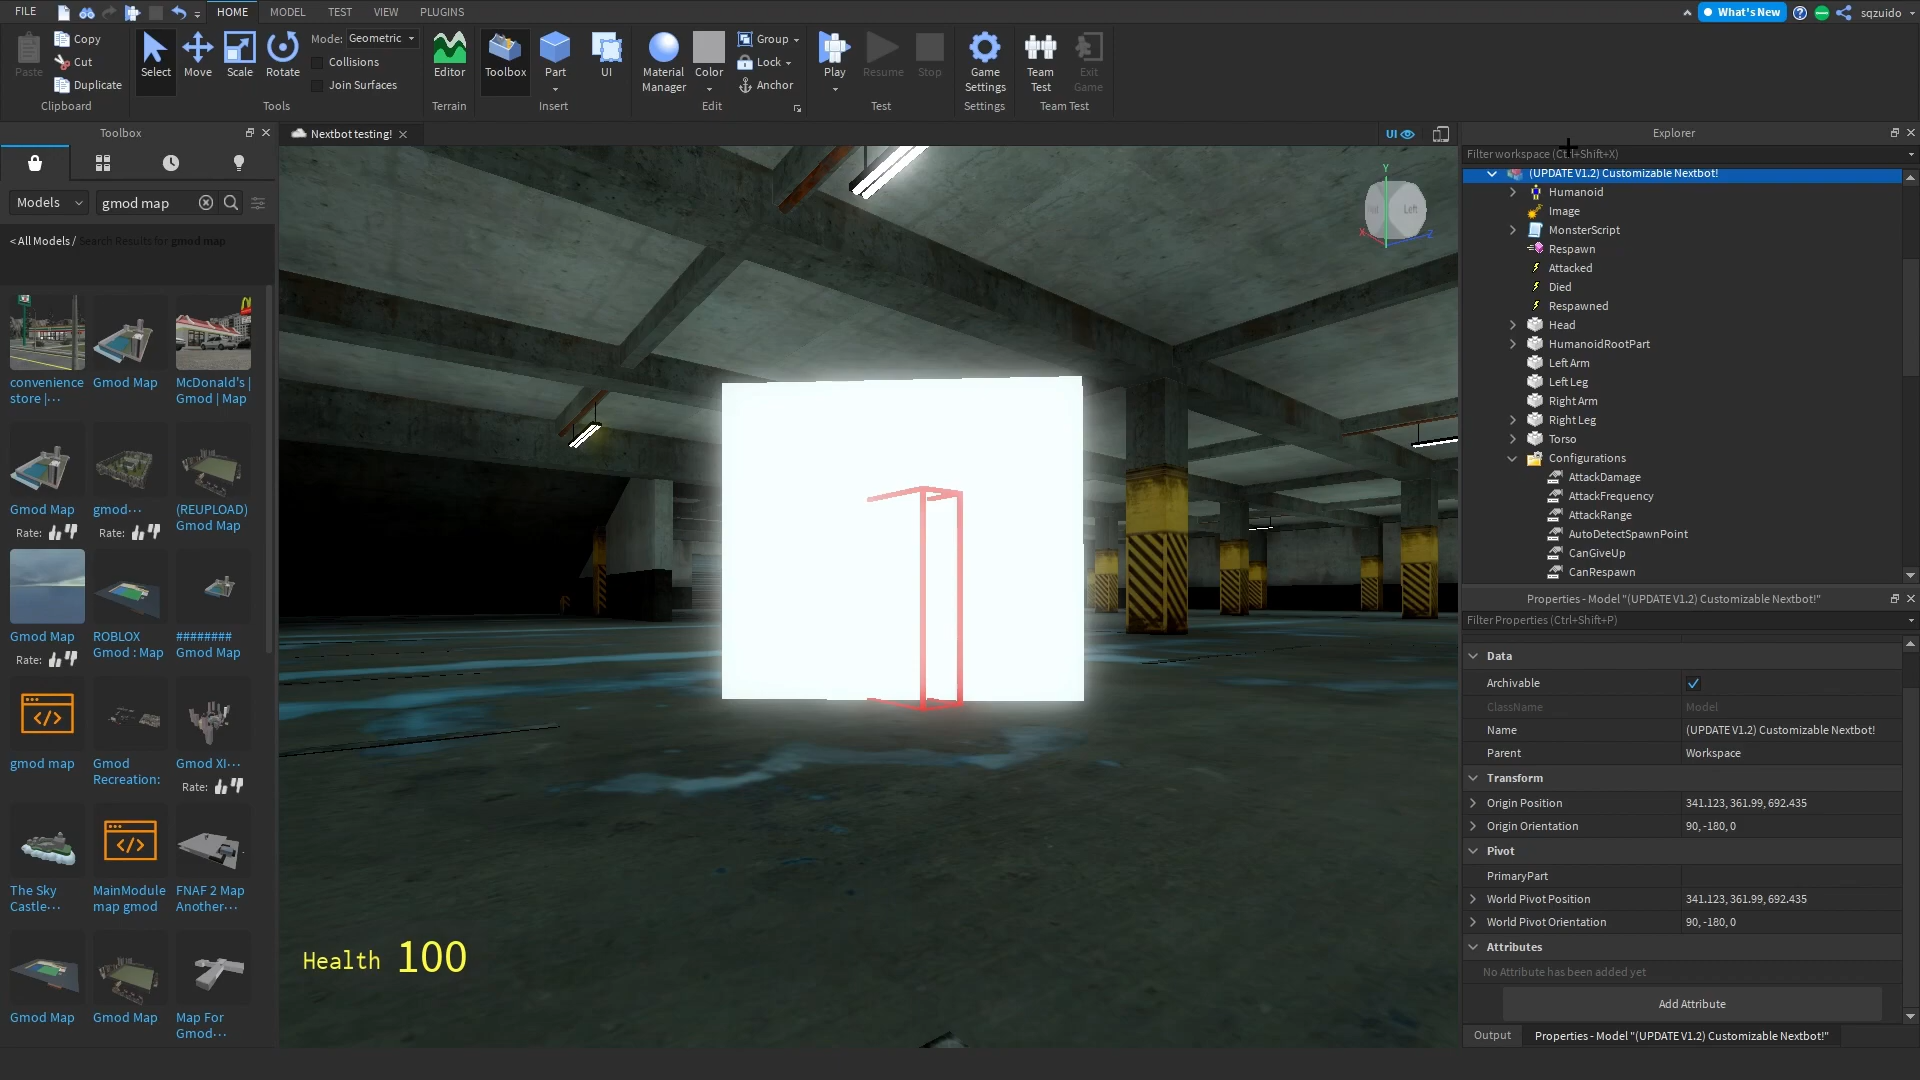 FILE
HOME
MODEL
TEST
VIEW
PLUGINS
What's New
sqzuido
Paste
Copy
Cut
Duplicate
Clipboard
Select
Move
Scale
Rotate
Mode: Geometric
Collisions
Join Surfaces
Tools
Editor
Terrain
Toolbox
Part
UI
Insert
Material
Manager
Color
Group
Lock
Anchor
Edit
Play
Resume
Stop
Test
Game
Settings
Settings
Team
Test
Exit
Game
Team Test
Toolbox
Models
gmod map
< All Models /
Search Results for gmod map
convenience
store |...
Gmod Map
McDonald's |
Gmod | Map
Gmod Map
Rate:
gmod...
Rate:
(REUPLOAD)
Gmod Map
Gmod Map
Rate:
ROBLOX
Gmod : Map
########
Gmod Map
gmod map
Gmod
Recreation:
Gmod XI...
Rate:
The Sky
Castle...
MainModule
map gmod
FNAF 2 Map
Another...
Gmod Map
Gmod Map
Map For
Gmod...
Nextbot testing!
UI
Y
Left
X
Z
Health 100
Explorer
Filter workspace (Ctrl+Shift+X)
(UPDATE V1.2) Customizable Nextbot!
Humanoid
Image
MonsterScript
Respawn
Attacked
Died
Respawned
Head
HumanoidRootPart
Left Arm
Left Leg
Right Arm
Right Leg
Torso
Configurations
AttackDamage
AttackFrequency
AttackRange
AutoDetectSpawnPoint
CanGiveUp
CanRespawn
Properties - Model "(UPDATE V1.2) Customizable Nextbot!"
Filter Properties (Ctrl+Shift+P)
Data
Archivable
ClassName Model
Name (UPDATE V1.2) Customizable Nextbot!
Parent Workspace
Transform
Origin Position 341.123, 361.99, 692.435
Origin Orientation 90, -180, 0
Pivot
PrimaryPart
World Pivot Position 341.123, 361.99, 692.435
World Pivot Orientation 90, -180, 0
Attributes
No Attribute has been added yet
Add Attribute
Output
Properties - Model "(UPDATE V1.2) Customizable Nextbot!"